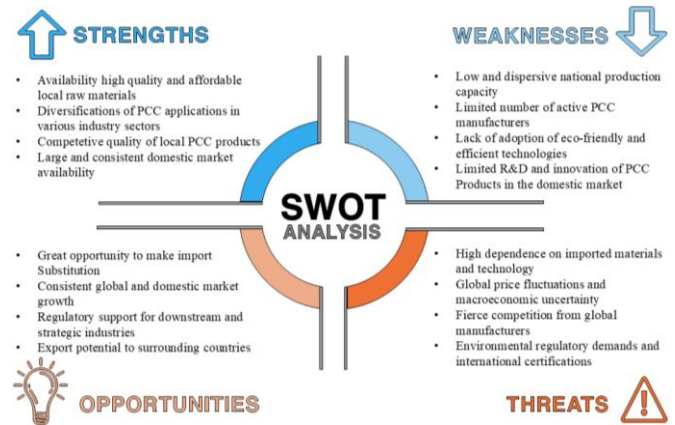 STRENGTHS
• Availability high quality and affordable
local raw materials
• Diversifications of PCC applications in
various industry sectors
• Competetive quality of local PCC products
• Large and consistent domestic market
availability
WEAKNESSES
• Low and dispersive national production
capacity
• Limited number of active PCC
manufacturers
• Lack of adoption of eco-friendly and
efficient technologies
• Limited R&D and innovation of PCC
Products in the domestic market
SWOT
ANALYSIS
• Great opportunity to make import
Substitution
• Consistent global and domestic market
growth
• Regulatory support for downstream and
strategic industries
• Export potential to surrounding countries
OPPORTUNITIES
• High dependence on imported materials
and technology
• Global price fluctuations and
macroeconomic uncertainty
• Fierce competition from global
manufacturers
• Environmental regulatory demands and
international certifications
THREATS